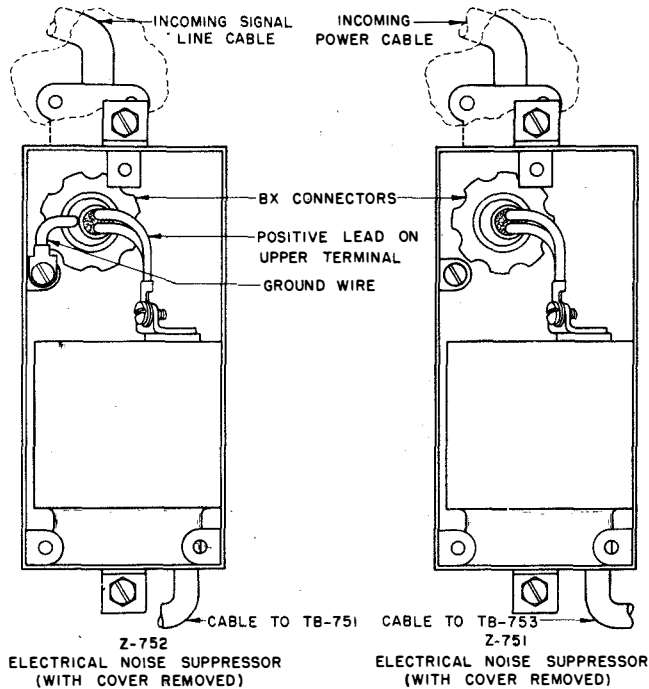 INCOMING SIGNAL
LINE CABLE
INCOMING
POWER CABLE
BX CONNECTORS
POSITIVE LEAD ON
UPPER TERMINAL
GROUND WIRE
CABLE TO TB-751
CABLE TO TB-753
Z-752
ELECTRICAL NOISE SUPPRESSOR
(WITH COVER REMOVED)
Z-751
ELECTRICAL NOISE SUPPRESSOR
(WITH COVER REMOVED)